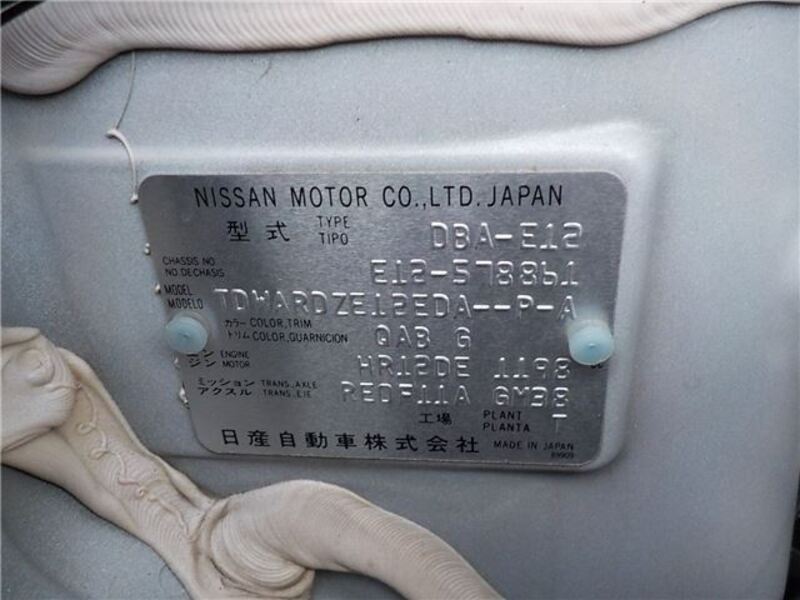 NISSAN MOTOR CO.,LTD. JAPAN
型式 TYPE TIPO DBA-E12
CHASSIS NO NO.DECHASIS E12-578861
MODEL MODELO TDWARDZE12EDA--P-A
カラー COLOR,TRIM トリム COLOR,GUARNICION QAB G
ジン ENGINE MOTOR HR12DE 1198 CC
ミッション TRANS.AXLE アクスル TRANS.EJE RE0F11A GM38
工場 PLANT PLANTA T
日産自動車株式会社 MADE IN JAPAN